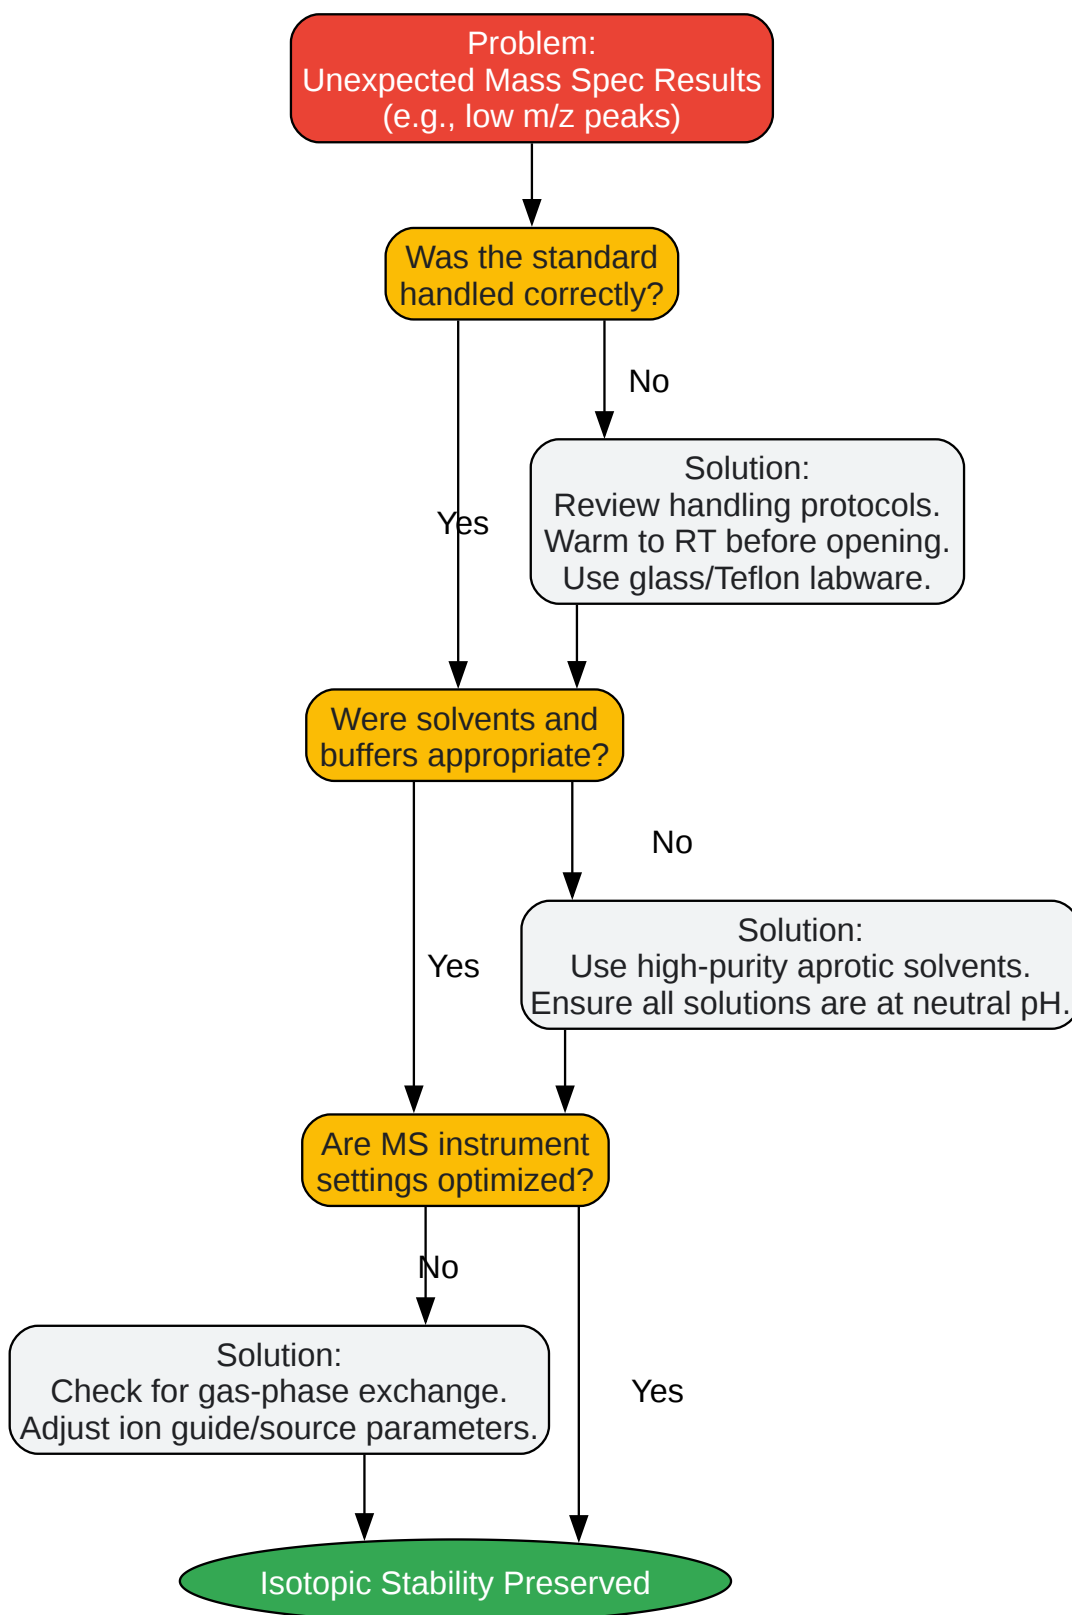 Problem:
Unexpected Mass Spec Results
(e.g., low m/z peaks)
Was the standard
handled correctly?
No
Solution:
Review handling protocols.
Warm to RT before opening.
Use glass/Teflon labware.
Yes
Were solvents and
buffers appropriate?
No
Solution:
Use high-purity aprotic solvents.
Ensure all solutions are at neutral pH.
Yes
Are MS instrument
settings optimized?
No
Solution:
Check for gas-phase exchange.
Adjust ion guide/source parameters.
Yes
Isotopic Stability Preserved